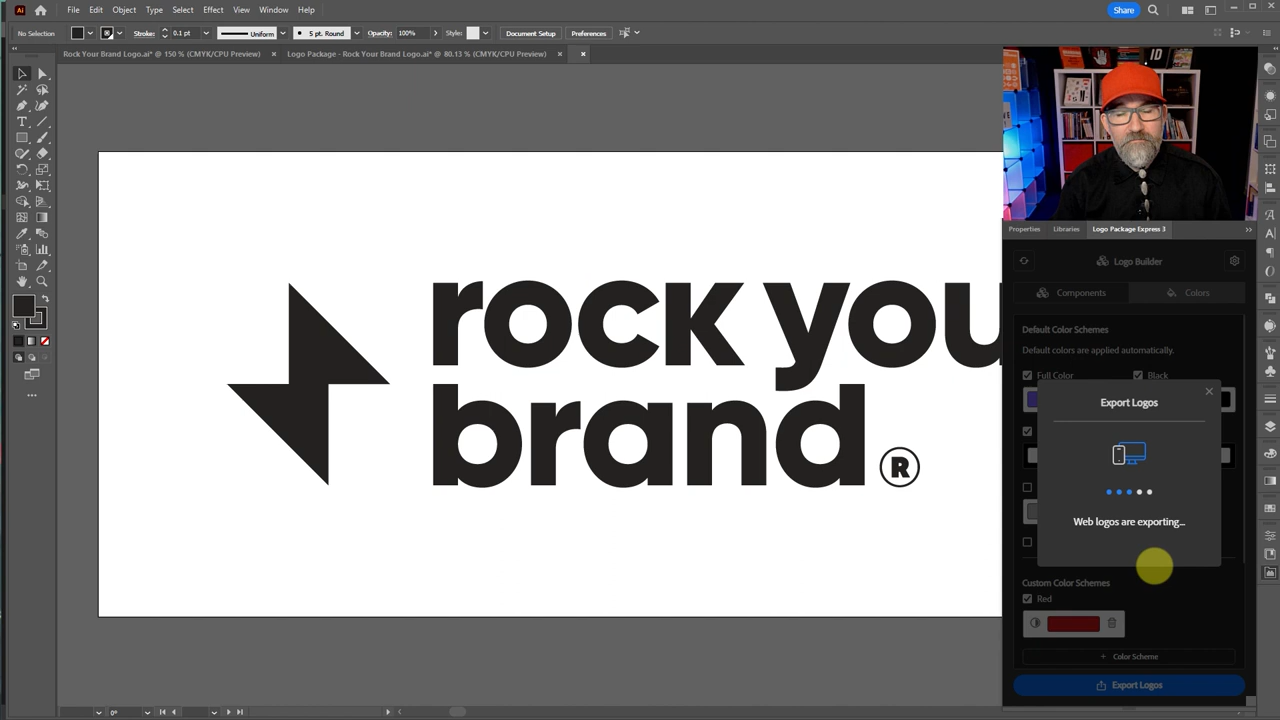 Ai File Edit Object Type Select Effect View Window Help Share
No Selection Stroke: 0.1 pt Uniform 5 pt. Round Opacity: 100% Style: Document Setup Preferences
Rock Your Brand Logo.ai* @ 150 % (CMYK/CPU Preview) × Logo Package - Rock Your Brand Logo.ai* @ 80.13 % (CMYK/CPU Preview) × ×
ID
Properties Libraries Logo Package Express 3
Logo Builder
Components Colors
Default Color Schemes
Default colors are applied automatically.
Full Color Black
Export Logos
Web logos are exporting...
Custom Color Schemes
Red
+ Color Scheme
Export Logos
rock you
brand
R
0°